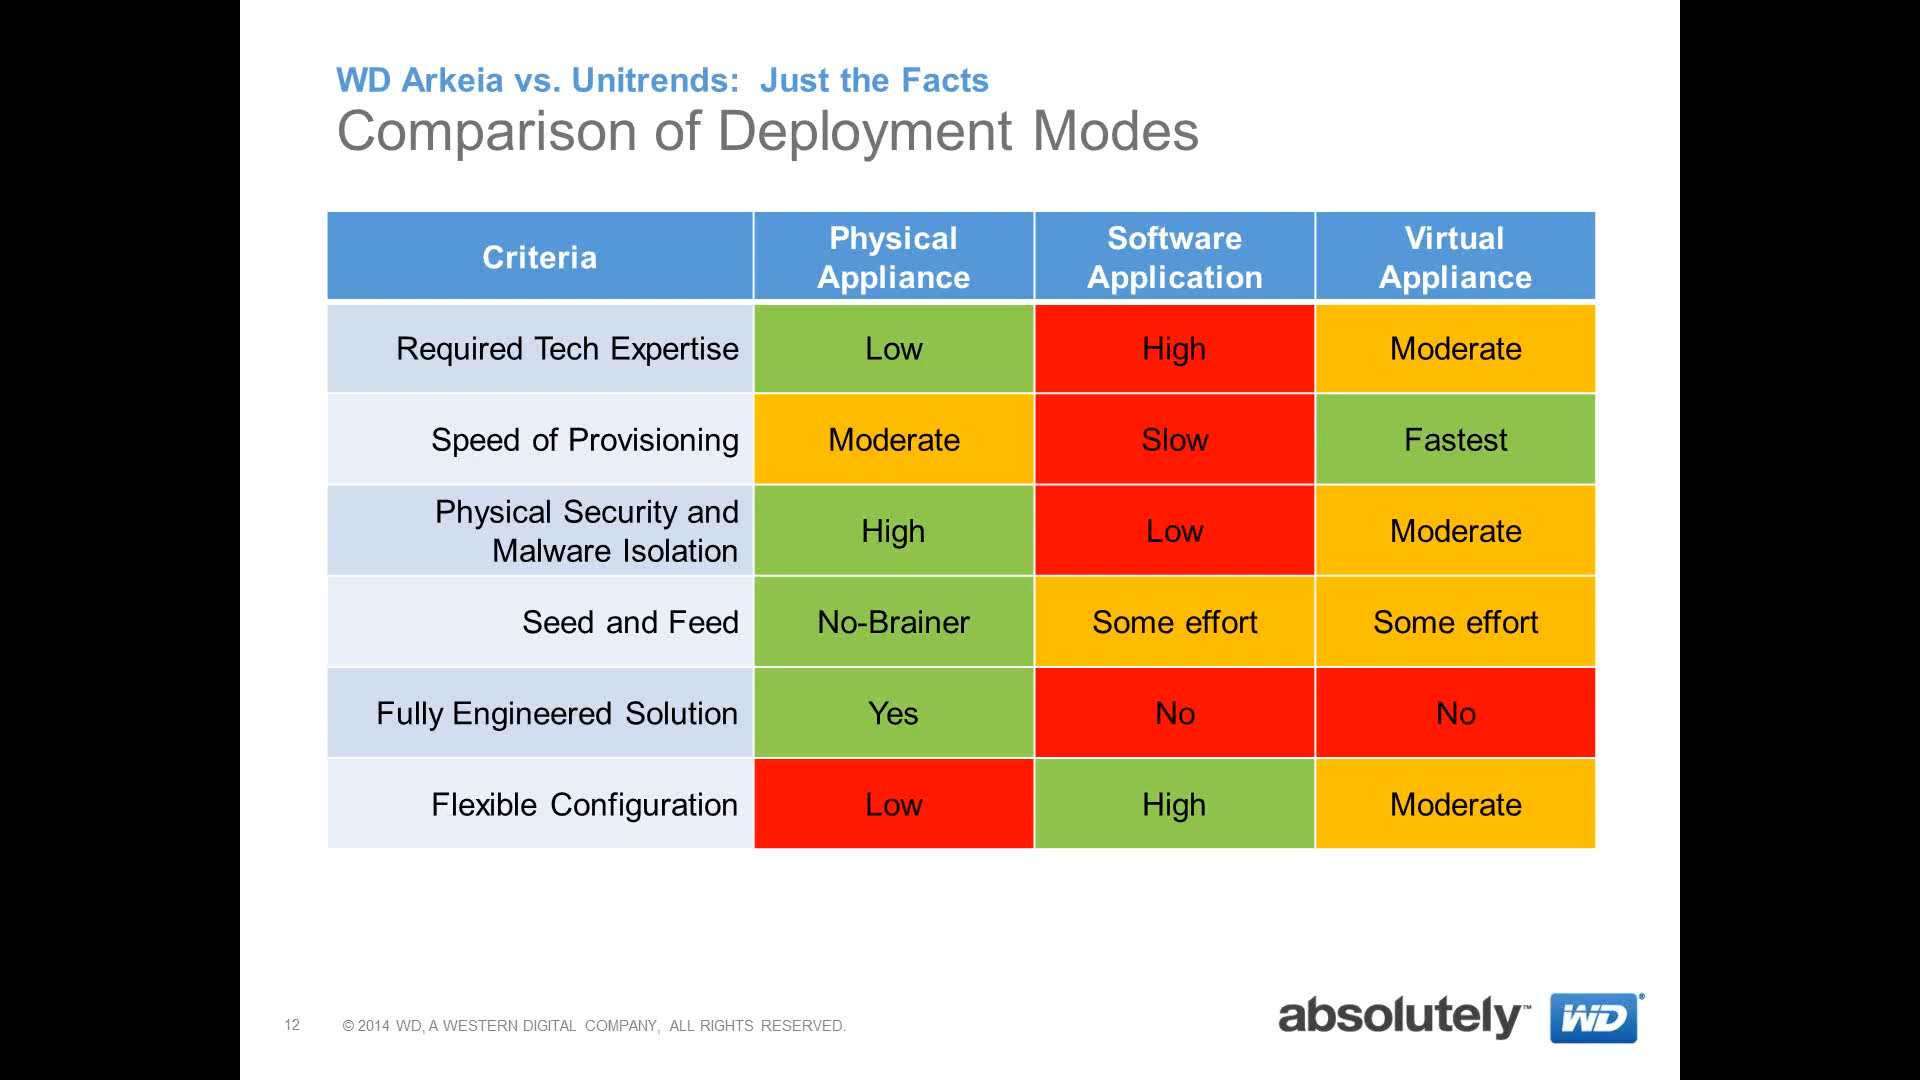 WD Arkeia vs. Unitrends: Just the Facts
Comparison of Deployment Modes
Criteria
Physical
Appliance
Software
Application
Virtual
Appliance
Required Tech Expertise
Low
High
Moderate
Speed of Provisioning
Moderate
Slow
Fastest
Physical Security and
Malware Isolation
High
Low
Moderate
Seed and Feed
No-Brainer
Some effort
Some effort
Fully Engineered Solution
Yes
No
No
Flexible Configuration
Low
High
Moderate
12
© 2014 WD, A WESTERN DIGITAL COMPANY, ALL RIGHTS RESERVED.
absolutely™
WD®